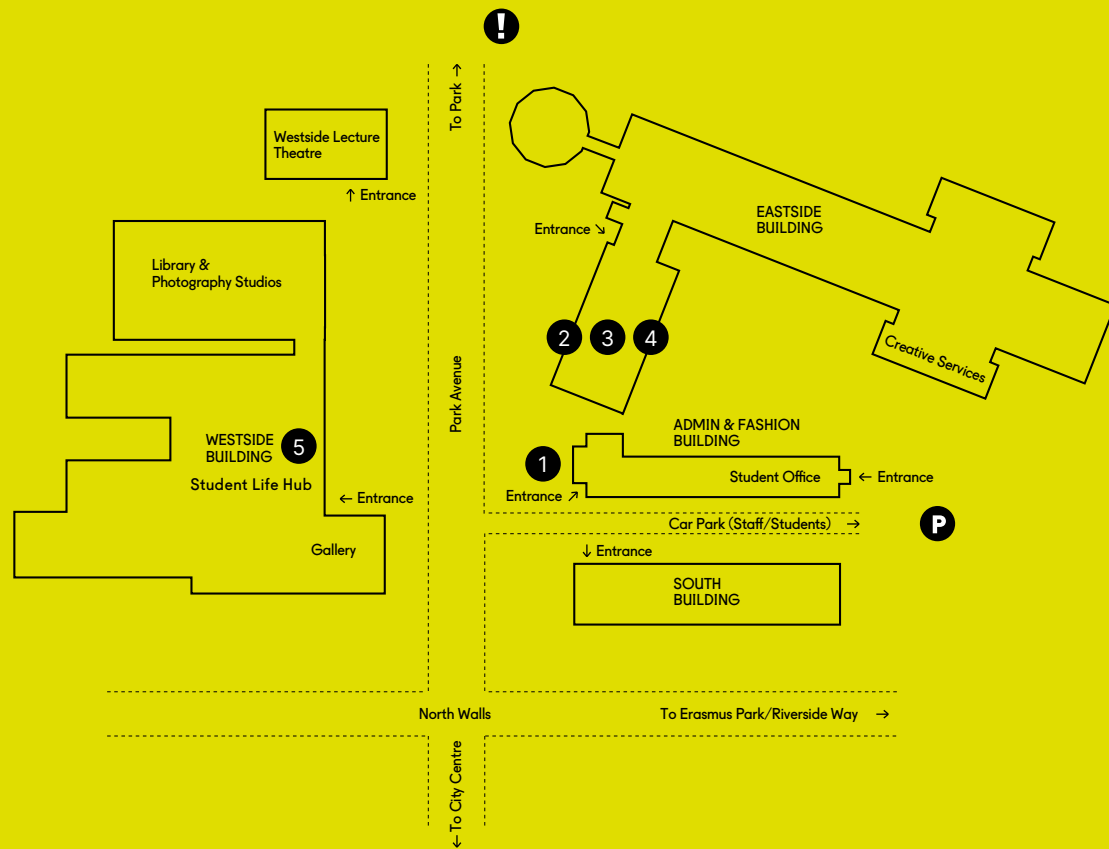 !
To Park →
Westside Lecture
Theatre
↑ Entrance
EASTSIDE
BUILDING
Entrance ↘
Library &
Photography Studios
2
3
4
Creative Services
Park Avenue
WESTSIDE
BUILDING
5
Student Life Hub
← Entrance
Gallery
ADMIN & FASHION
BUILDING
1
Student Office
← Entrance
Entrance ↗
Car Park (Staff/Students) →
P
↓ Entrance
SOUTH
BUILDING
North Walls
To Erasmus Park/Riverside Way →
← To City Centre